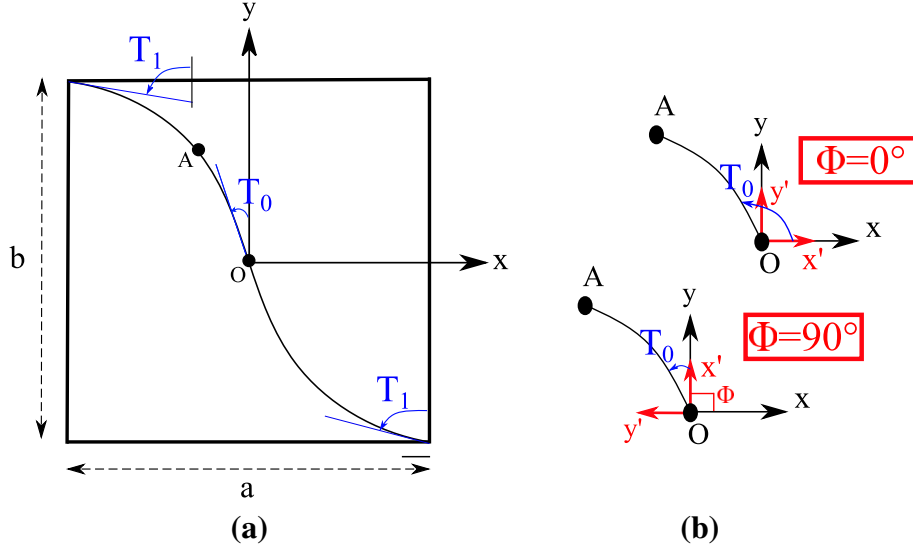 y
T₁
A
T₀
O
x
b
T₁
a
(a)
A
y
Φ=0°
T₀
y'
x
O
x'
A
y
Φ=90°
T₀
x'
Φ
x
y'
O
(b)